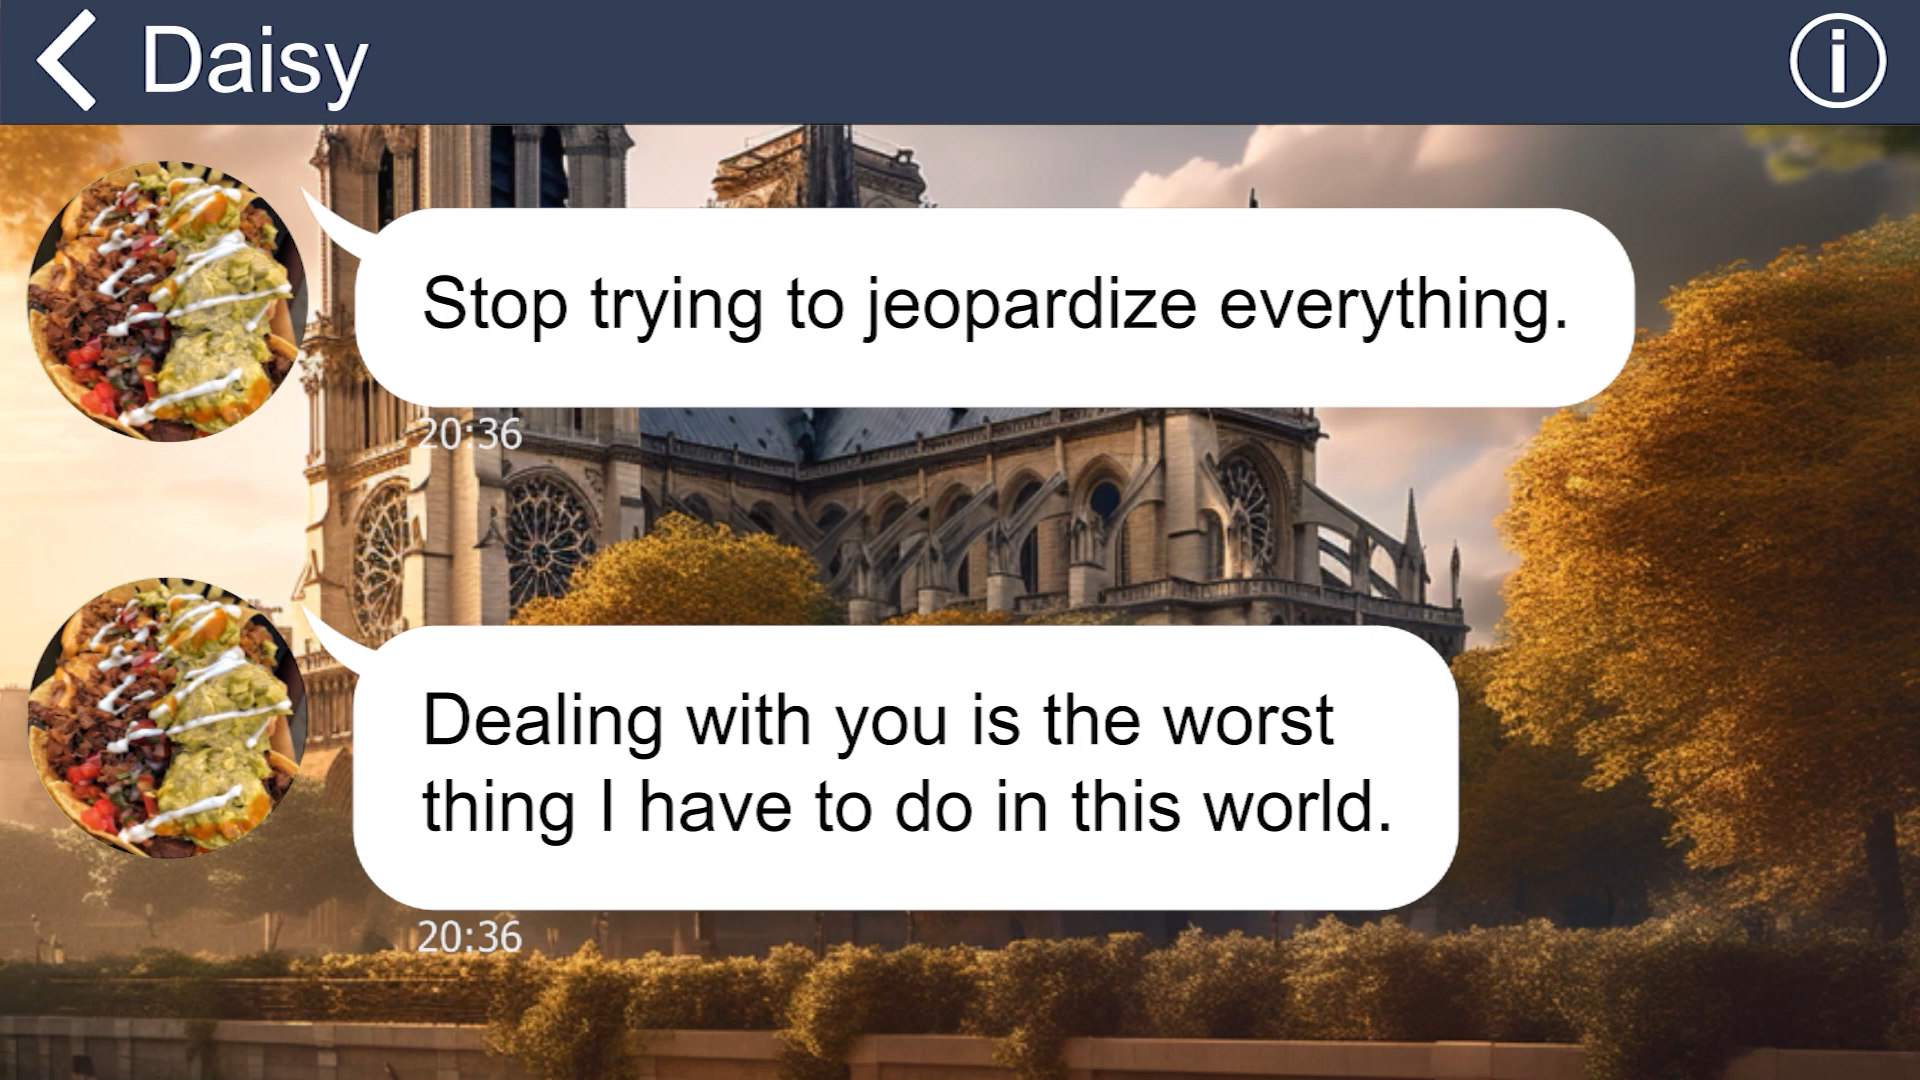 Daisy
Stop trying to jeopardize everything.
20:36
Dealing with you is the worst
thing I have to do in this world.
20:36